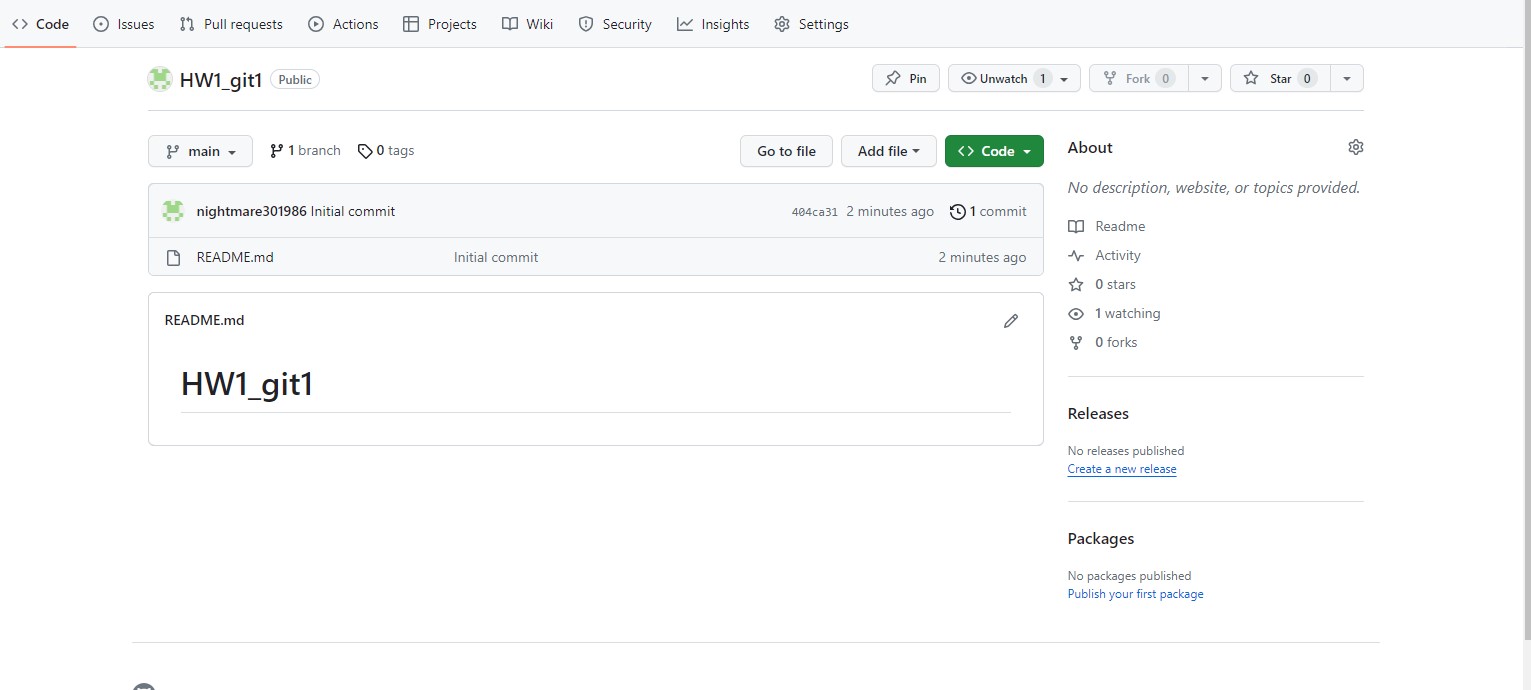 Code Issues Pull requests Actions Projects Wiki Security Insights Settings
HW1_git1 Public Pin Unwatch 1 Fork 0 Star 0
main 1 branch 0 tags Go to file Add file Code
nightmare301986 Initial commit 404ca31 2 minutes ago 1 commit
README.md Initial commit 2 minutes ago
README.md
HW1_git1
About
No description, website, or topics provided.
Readme
Activity
0 stars
1 watching
0 forks
Releases
No releases published
Create a new release
Packages
No packages published
Publish your first package